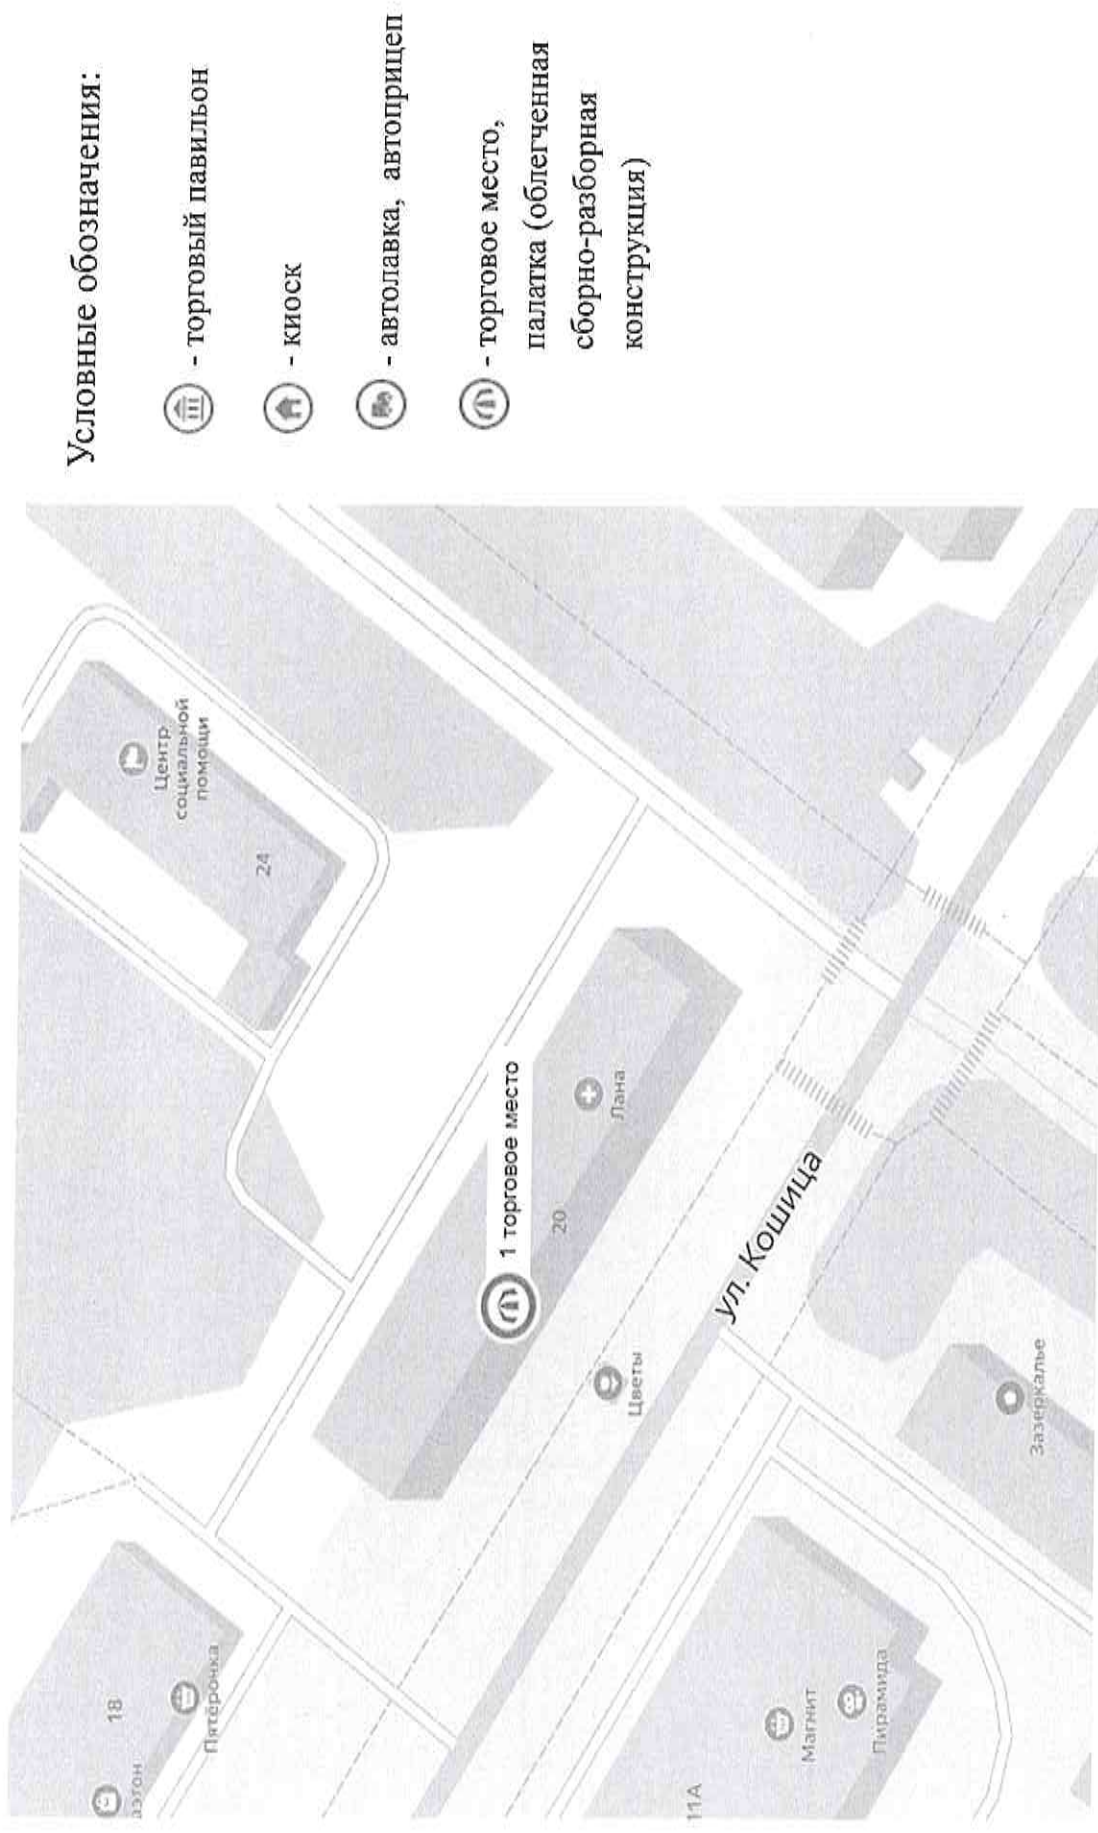 Условные обозначения:
- торговый павильон
- киоск
- автолавка, автоприцеп
- торговое место,
палатка (облегченная
сборно-разборная
конструкция)
Центр
социальной
помощи
24
1 торговое место
20
Лана
Цветы
ул. Кошица
Зазеркалье
18
Пятёрочка
11А
Магнит
Пирамида